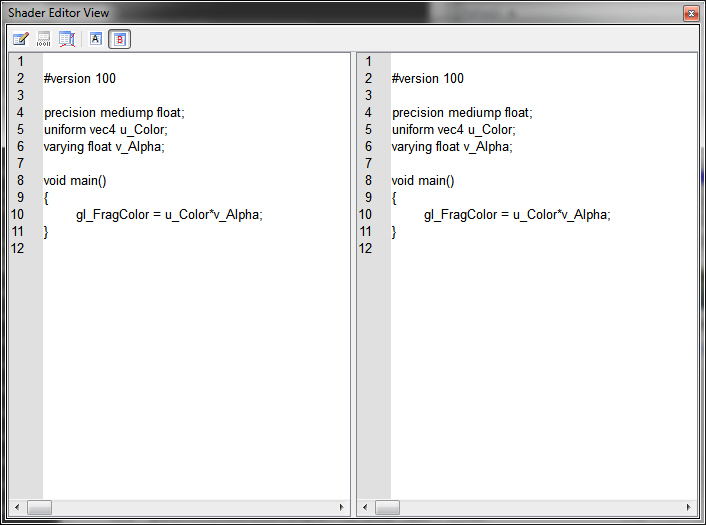 Shader Editor View
A
B
1
2 #version 100
3
4 precision mediump float;
5 uniform vec4 u_Color;
6 varying float v_Alpha;
7
8 void main()
9 {
10 gl_FragColor = u_Color*v_Alpha;
11 }
12
1
2 #version 100
3
4 precision mediump float;
5 uniform vec4 u_Color;
6 varying float v_Alpha;
7
8 void main()
9 {
10 gl_FragColor = u_Color*v_Alpha;
11 }
12